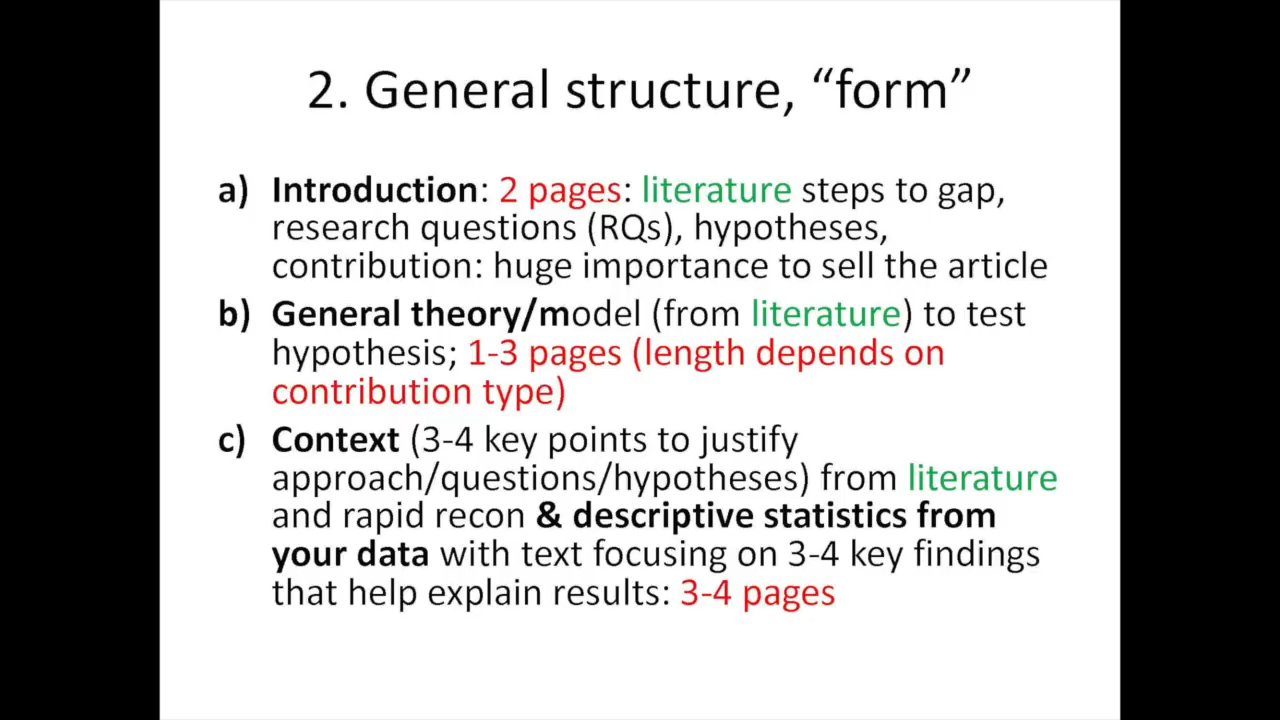 2. General structure, “form”
a) Introduction: 2 pages: literature steps to gap,
research questions (RQs), hypotheses,
contribution: huge importance to sell the article
b) General theory/model (from literature) to test
hypothesis; 1-3 pages (length depends on
contribution type)
c) Context (3-4 key points to justify
approach/questions/hypotheses) from literature
and rapid recon & descriptive statistics from
your data with text focusing on 3-4 key findings
that help explain results: 3-4 pages